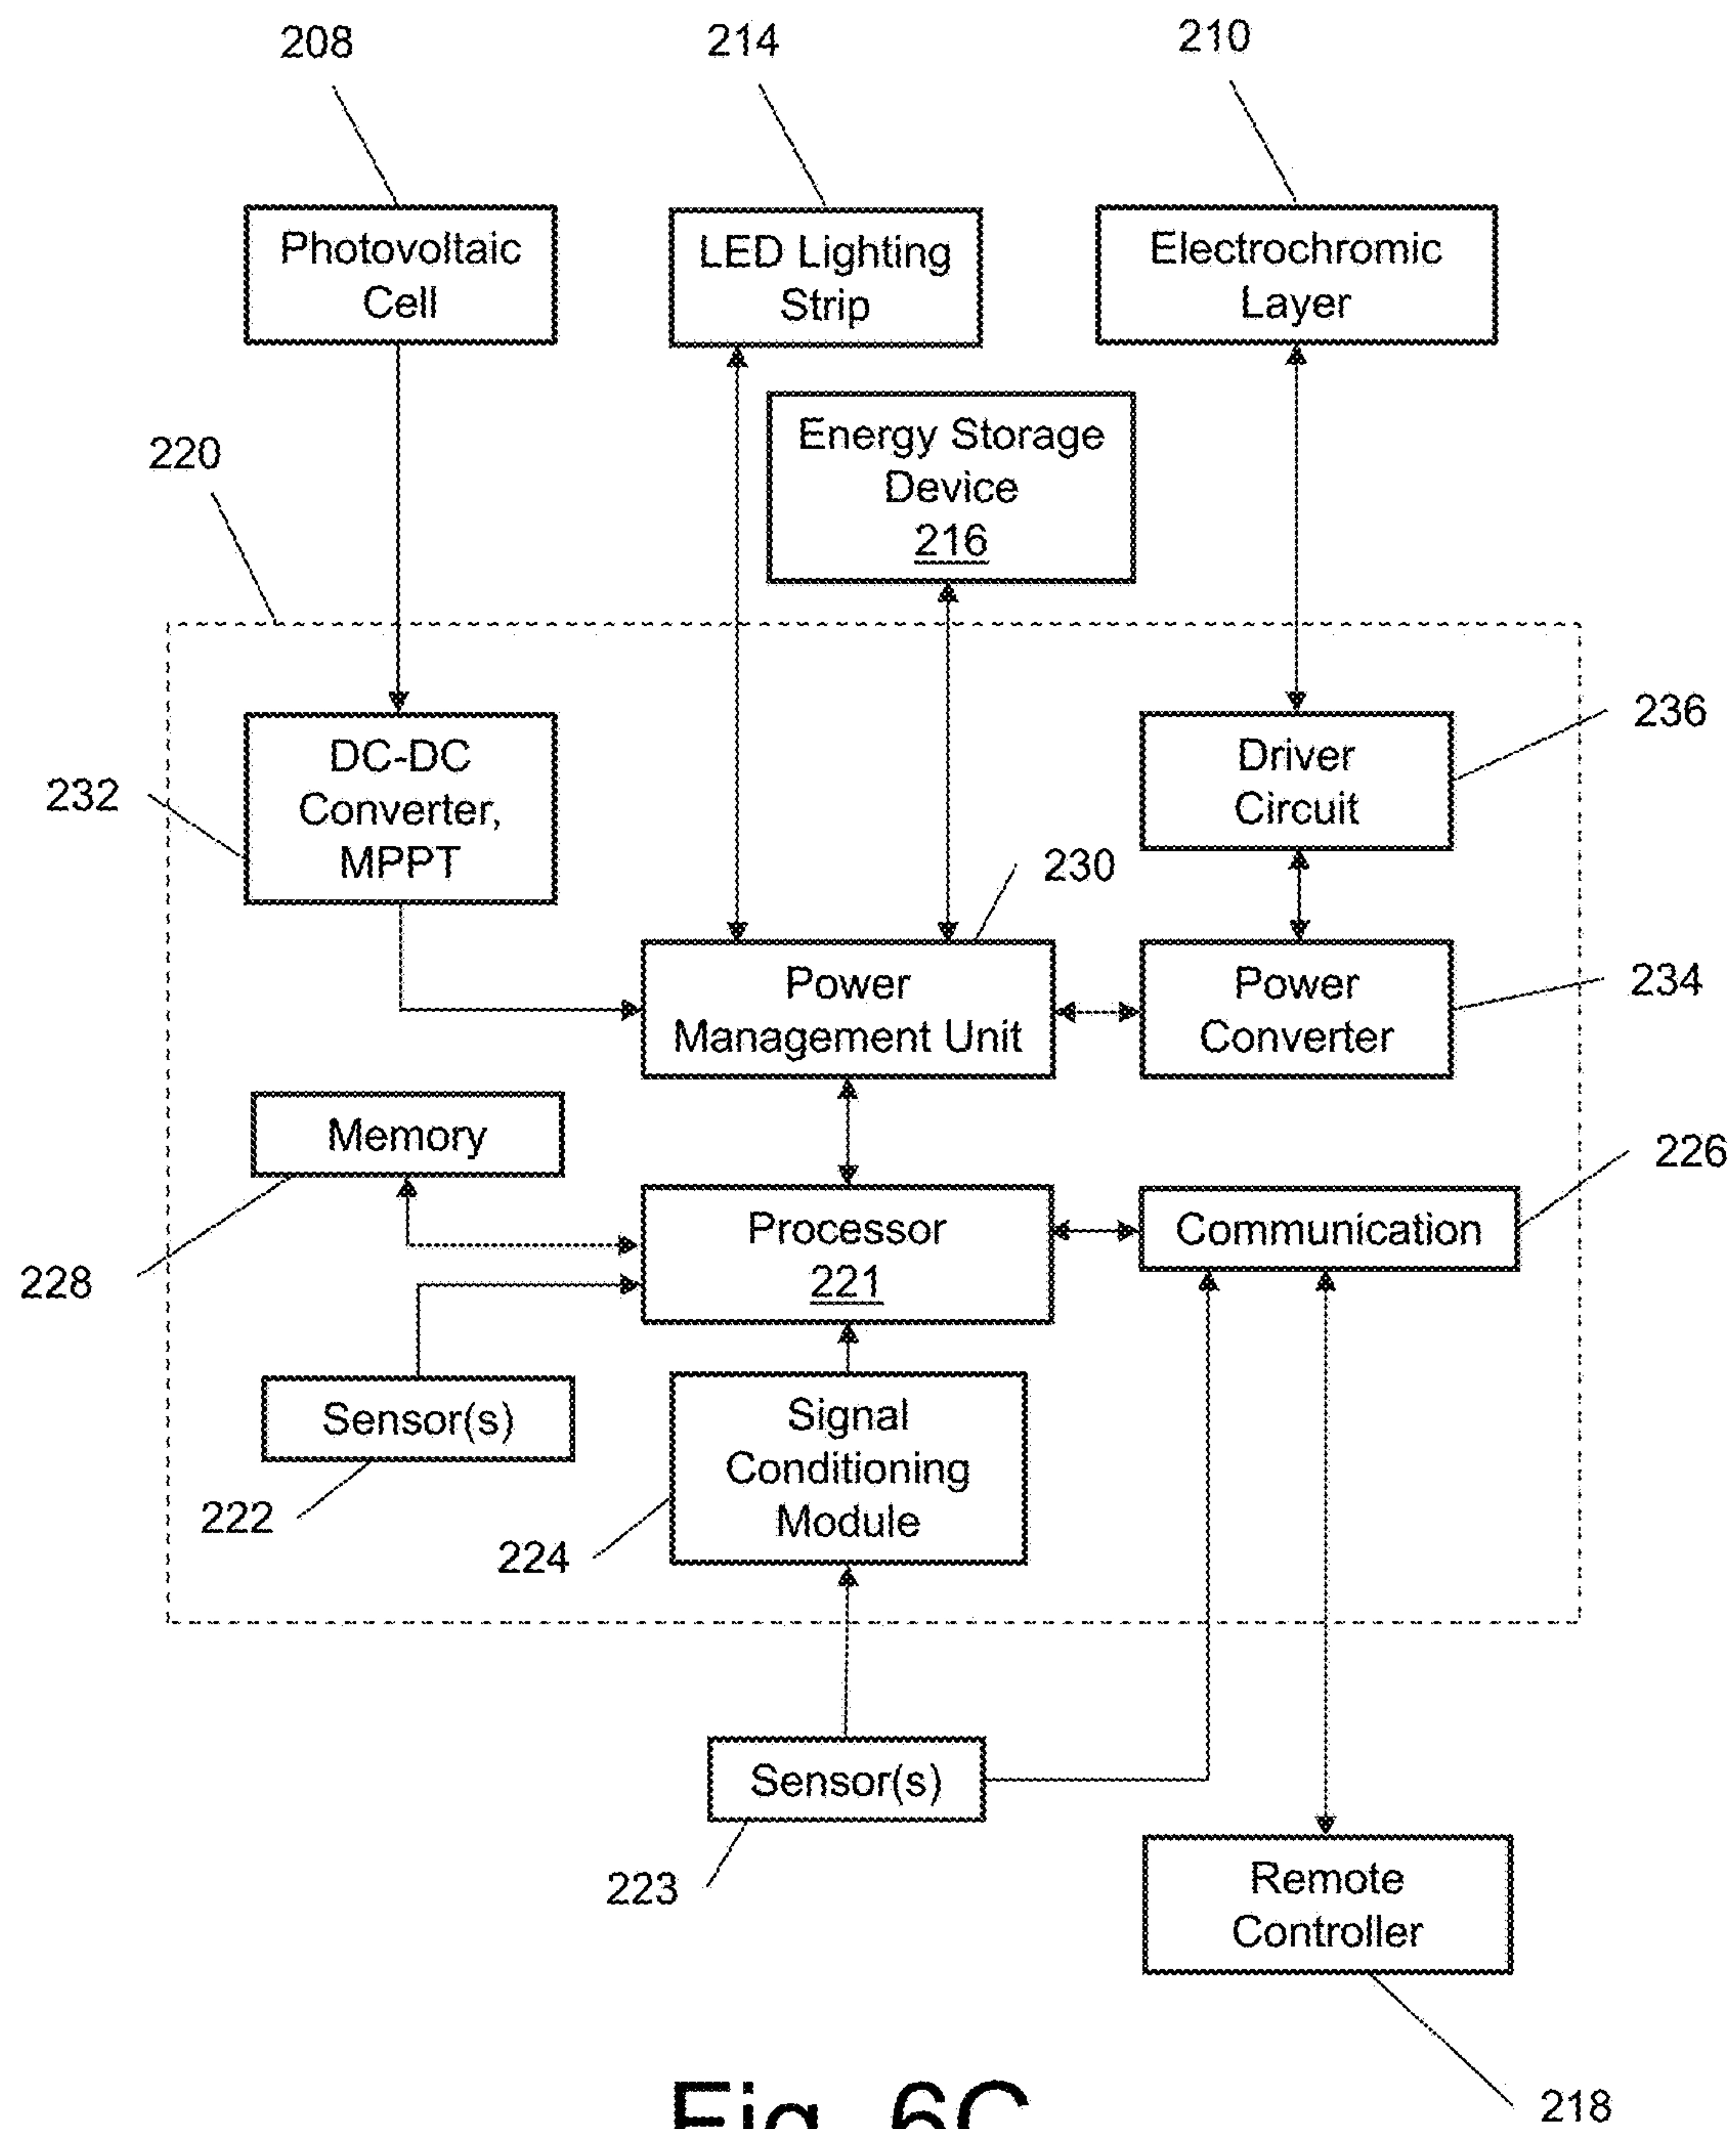 208
214
210
Photovoltaic
Cell
LED Lighting
Strip
Electrochromic
Layer
220
Energy Storage
Device
216
232
DC-DC
Converter,
MPPT
Driver
Circuit
236
230
Power
Management Unit
Power
Converter
234
Memory
228
Processor
221
Communication
226
Sensor(s)
222
Signal
Conditioning
Module
224
Sensor(s)
223
Remote
Controller
218
Fig. 6C